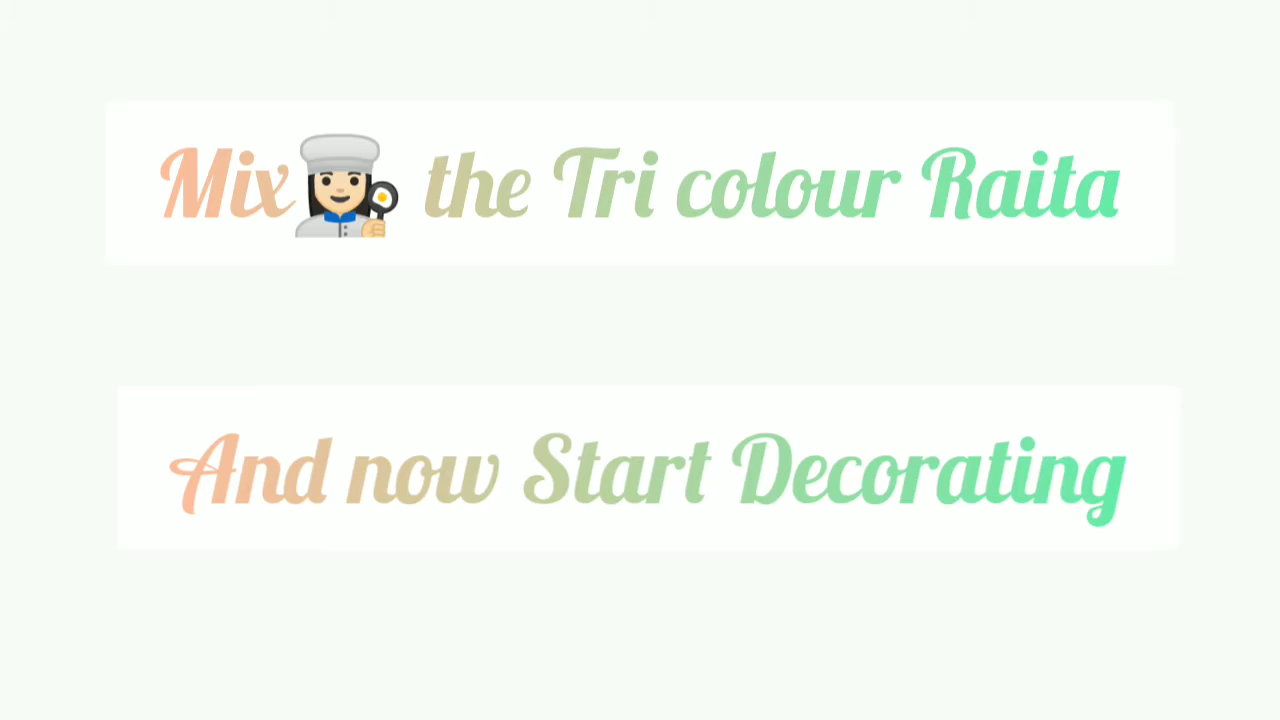 Mix👩🏻‍🍳 the Tri colour Raita
And now Start Decorating